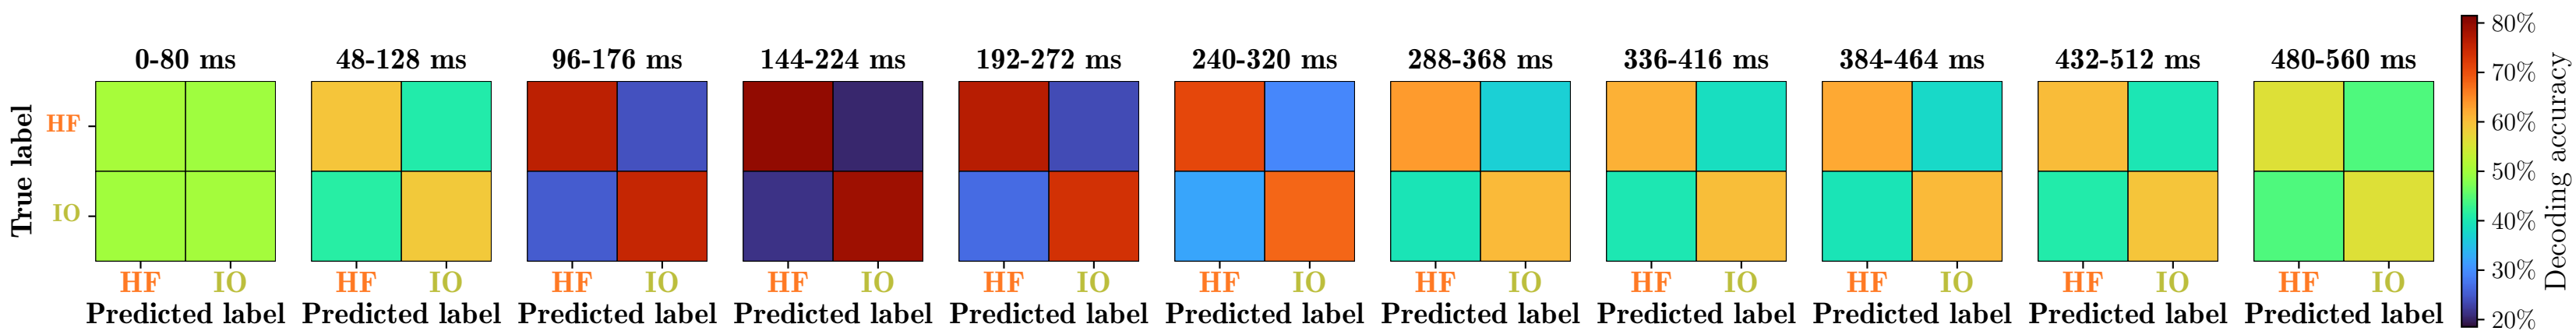 0-80 ms 48-128 ms 96-176 ms 144-224 ms 192-272 ms 240-320 ms 288-368 ms 336-416 ms 384-464 ms 432-512 ms 480-560 ms
True label
HF
IO
HF IO HF IO HF IO HF IO HF IO HF IO HF IO HF IO HF IO HF IO HF IO
Predicted label Predicted label Predicted label Predicted label Predicted label Predicted label Predicted label Predicted label Predicted label Predicted label Predicted label
80%
70%
60%
50%
40%
30%
20%
Decoding accuracy